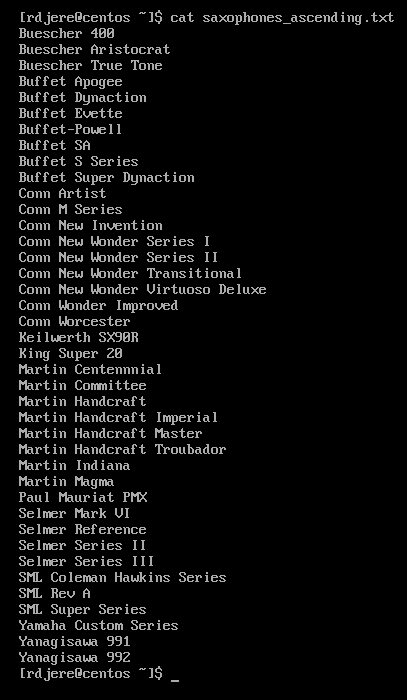 [rdjere@centos ~]$ cat saxophones_ascending.txt
Buescher 400
Buescher Aristocrat
Buescher True Tone
Buffet Apogee
Buffet Dynaction
Buffet Evette
Buffet-Powell
Buffet SA
Buffet S Series
Buffet Super Dynaction
Conn Artist
Conn M Series
Conn New Invention
Conn New Wonder Series I
Conn New Wonder Series II
Conn New Wonder Transitional
Conn New Wonder Virtuoso Deluxe
Conn Wonder Improved
Conn Worcester
Keilwerth SX90R
King Super 20
Martin Centennnial
Martin Committee
Martin Handcraft
Martin Handcraft Imperial
Martin Handcraft Master
Martin Handcraft Troubador
Martin Indiana
Martin Magma
Paul Mauriat PMX
Selmer Mark VI
Selmer Reference
Selmer Series II
Selmer Series III
SML Coleman Hawkins Series
SML Rev A
SML Super Series
Yamaha Custom Series
Yanagisawa 991
Yanagisawa 992
[rdjere@centos ~]$ _